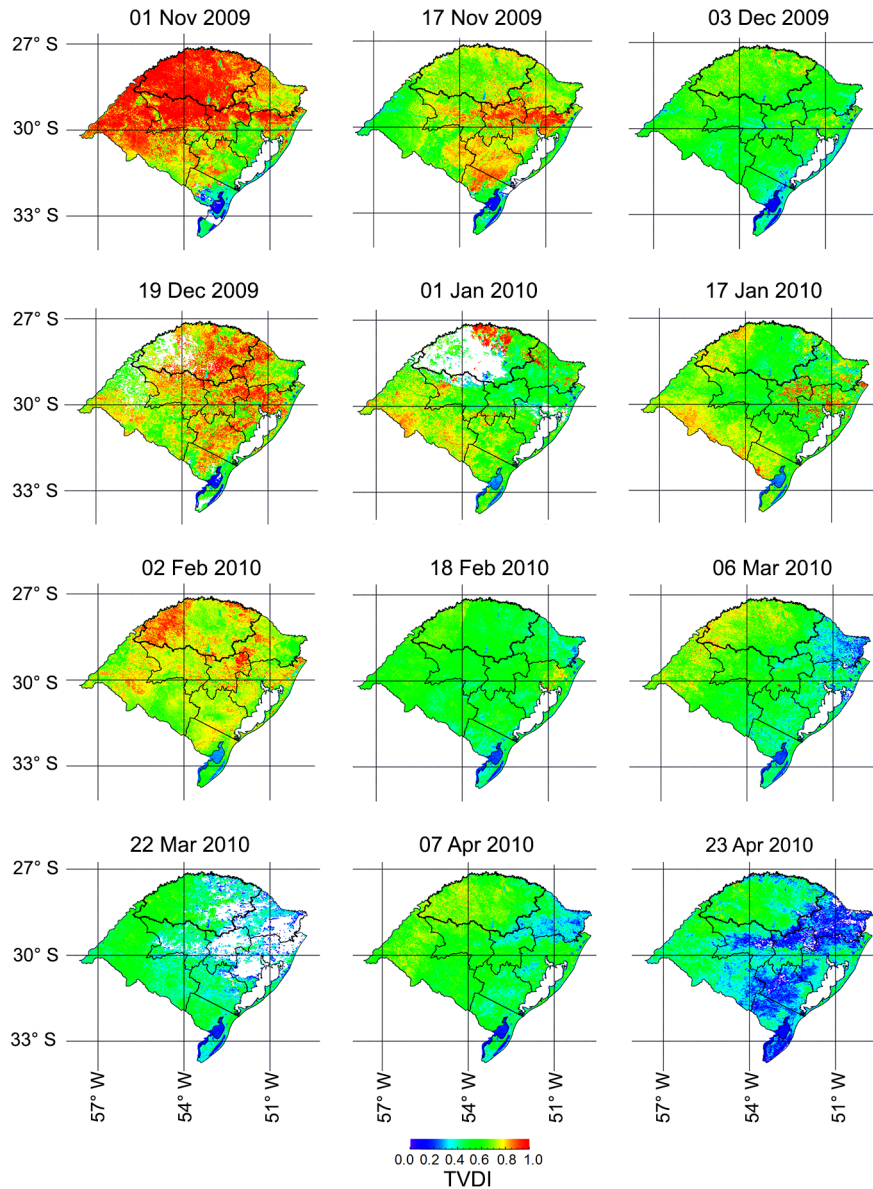 01 Nov 2009 17 Nov 2009 03 Dec 2009
27° S
30° S
33° S
19 Dec 2009 01 Jan 2010 17 Jan 2010
27° S
30° S
33° S
02 Feb 2010 18 Feb 2010 06 Mar 2010
27° S
30° S
33° S
22 Mar 2010 07 Apr 2010 23 Apr 2010
27° S
30° S
33° S
57° W 54° W 51° W 57° W 54° W 51° W 57° W 54° W 51° W
0.0 0.2 0.4 0.6 0.8 1.0
TVDI